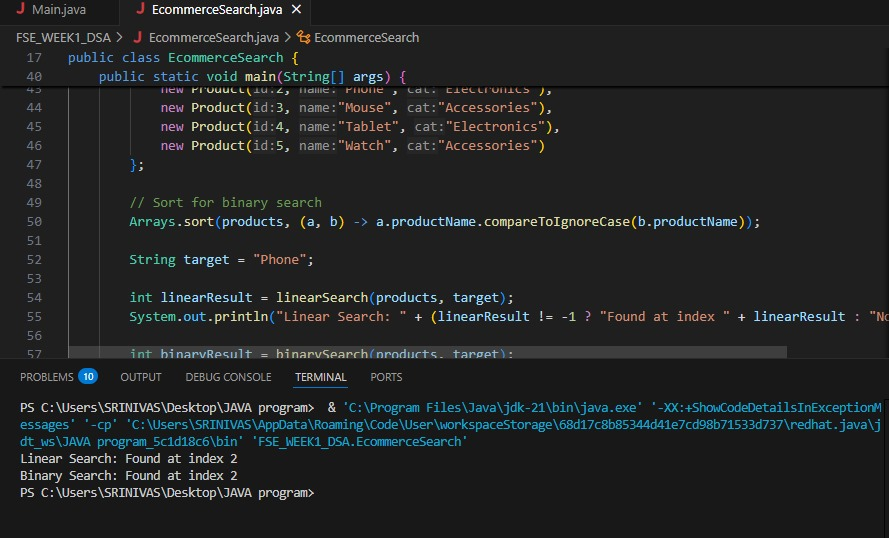 Main.java
EcommerceSearch.java ×
FSE_WEEK1_DSA > EcommerceSearch.java > EcommerceSearch
17 public class EcommerceSearch {
40 public static void main(String[] args) {
43 new Product(id:2, name:"Phone", cat:"Electronics"),
44 new Product(id:3, name:"Mouse", cat:"Accessories"),
45 new Product(id:4, name:"Tablet", cat:"Electronics"),
46 new Product(id:5, name:"Watch", cat:"Accessories")
47 };
48
49 // Sort for binary search
50 Arrays.sort(products, (a, b) -> a.productName.compareToIgnoreCase(b.productName));
51
52 String target = "Phone";
53
54 int linearResult = linearSearch(products, target);
55 System.out.println("Linear Search: " + (linearResult != -1 ? "Found at index " + linearResult : "No
56
57 int binaryResult = binarySearch(products, target);
PROBLEMS 10 OUTPUT DEBUG CONSOLE TERMINAL PORTS
PS C:\Users\SRINIVAS\Desktop\JAVA program> & 'C:\Program Files\Java\jdk-21\bin\java.exe' '-XX:+ShowCodeDetailsInExceptionM
essages' '-cp' 'C:\Users\SRINIVAS\AppData\Roaming\Code\User\workspaceStorage\68d17c8b85344d41e7cd98b71533d737\redhat.java\j
dt_ws\JAVA program_5c1d18c6\bin' 'FSE_WEEK1_DSA.EcommerceSearch'
Linear Search: Found at index 2
Binary Search: Found at index 2
PS C:\Users\SRINIVAS\Desktop\JAVA program>